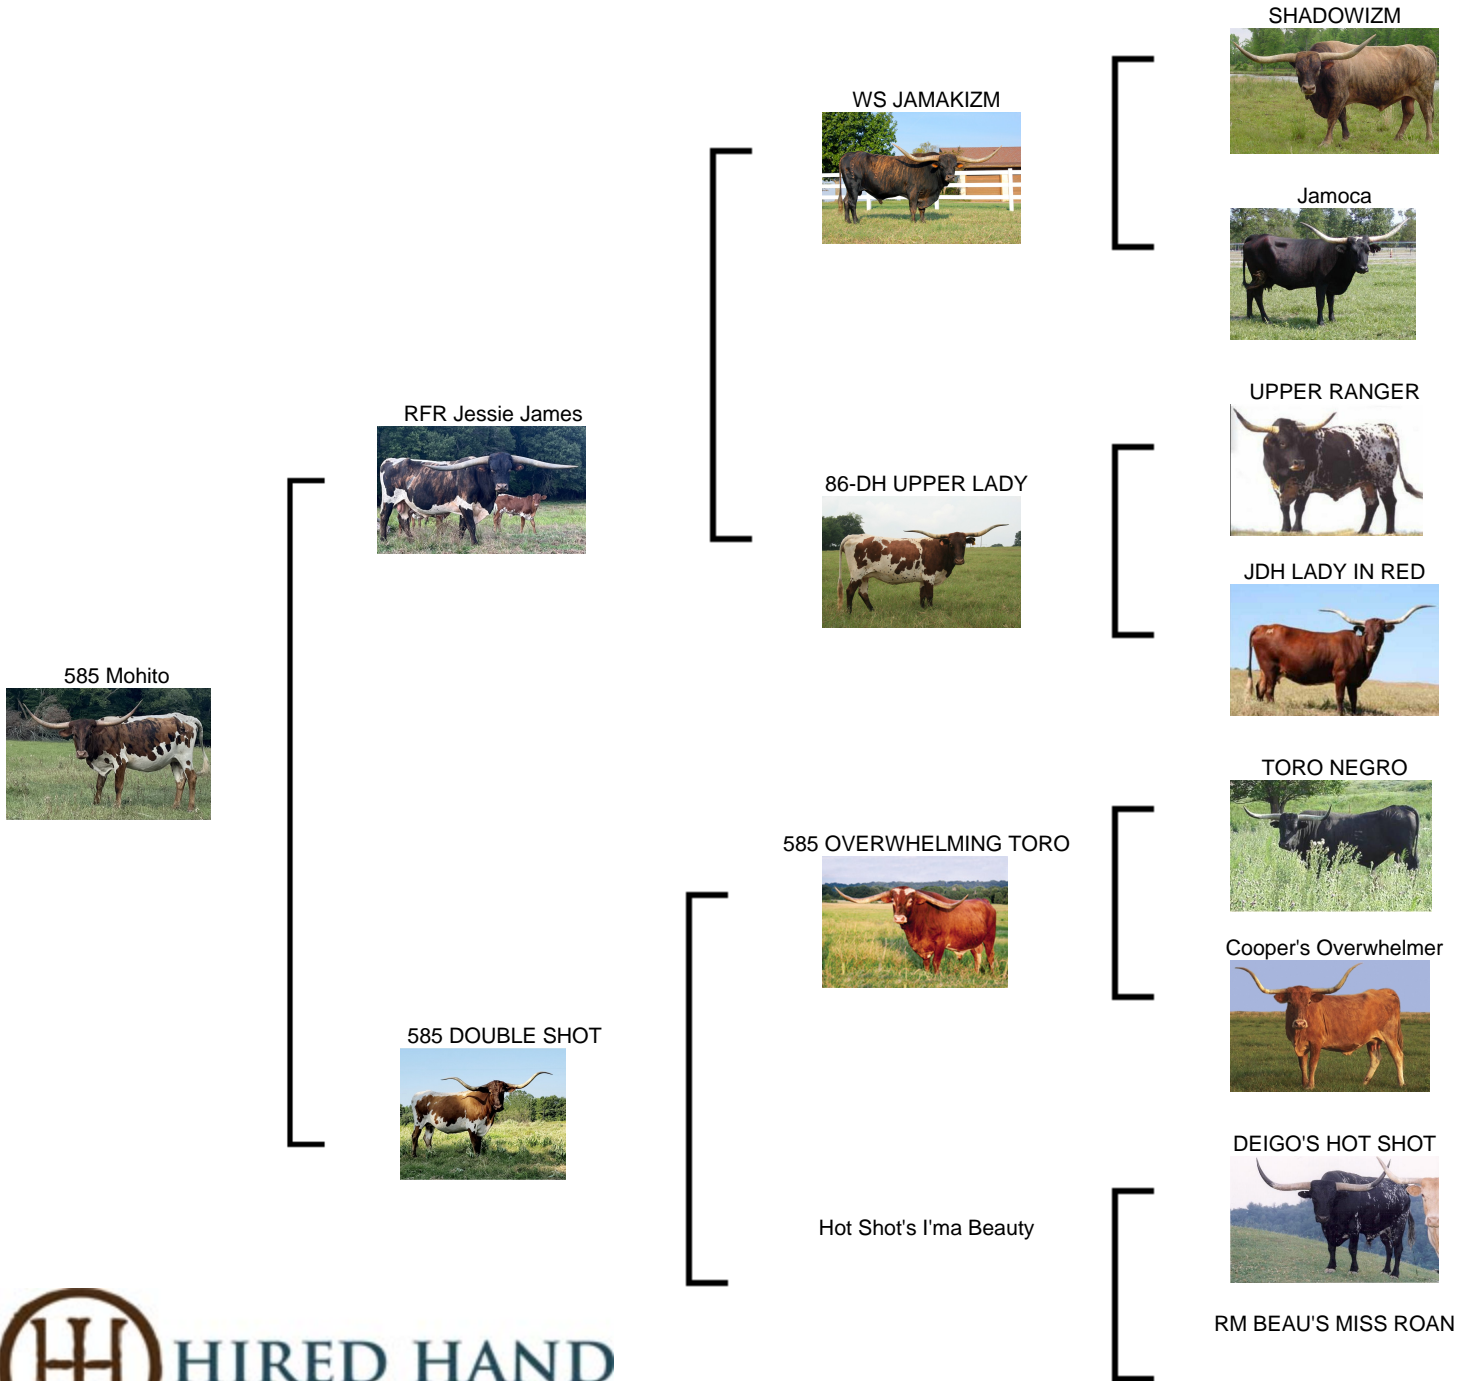 SHADOWIZM
WS JAMAKIZM
Jamoca
UPPER RANGER
RFR Jessie James
86-DH UPPER LADY
JDH LADY IN RED
585 Mohito
TORO NEGRO
585 OVERWHELMING TORO
Cooper's Overwhelmer
585 DOUBLE SHOT
DEIGO'S HOT SHOT
Hot Shot's I'ma Beauty
RM BEAU'S MISS ROAN
HIRED HAND